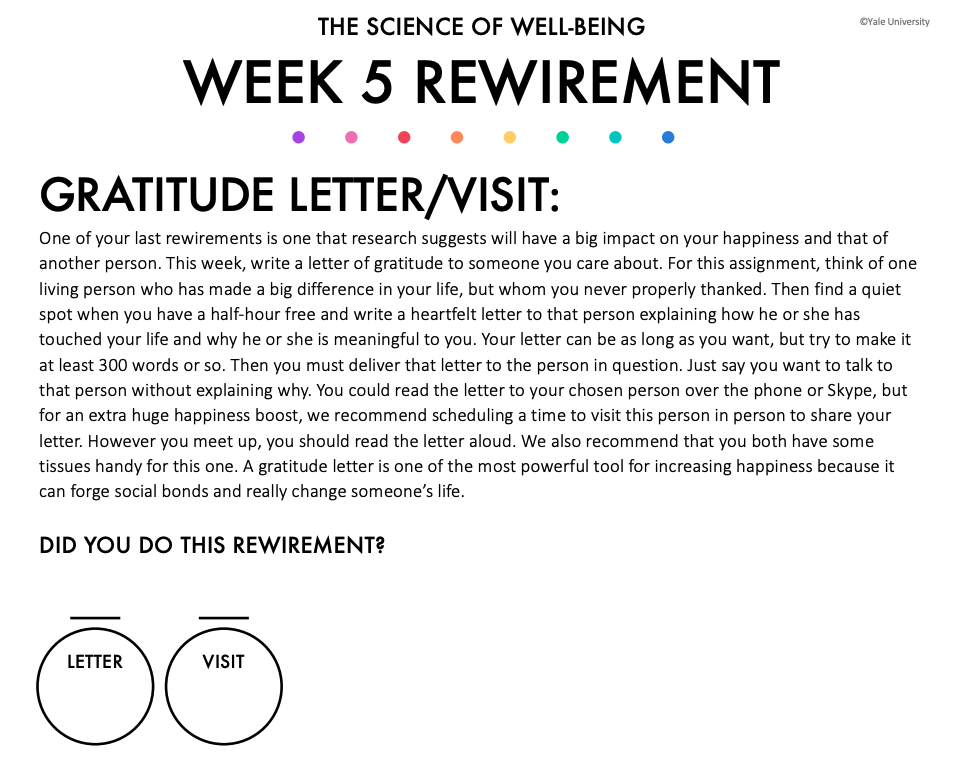 THE SCIENCE OF WELL-BEING
©Yale University
WEEK 5 REWIREMENT
GRATITUDE LETTER/VISIT:
One of your last rewirements is one that research suggests will have a big impact on your happiness and that of
another person. This week, write a letter of gratitude to someone you care about. For this assignment, think of one
living person who has made a big difference in your life, but whom you never properly thanked. Then find a quiet
spot when you have a half-hour free and write a heartfelt letter to that person explaining how he or she has
touched your life and why he or she is meaningful to you. Your letter can be as long as you want, but try to make it
at least 300 words or so. Then you must deliver that letter to the person in question. Just say you want to talk to
that person without explaining why. You could read the letter to your chosen person over the phone or Skype, but
for an extra huge happiness boost, we recommend scheduling a time to visit this person in person to share your
letter. However you meet up, you should read the letter aloud. We also recommend that you both have some
tissues handy for this one. A gratitude letter is one of the most powerful tool for increasing happiness because it
can forge social bonds and really change someone’s life.
DID YOU DO THIS REWIREMENT?
LETTER
VISIT